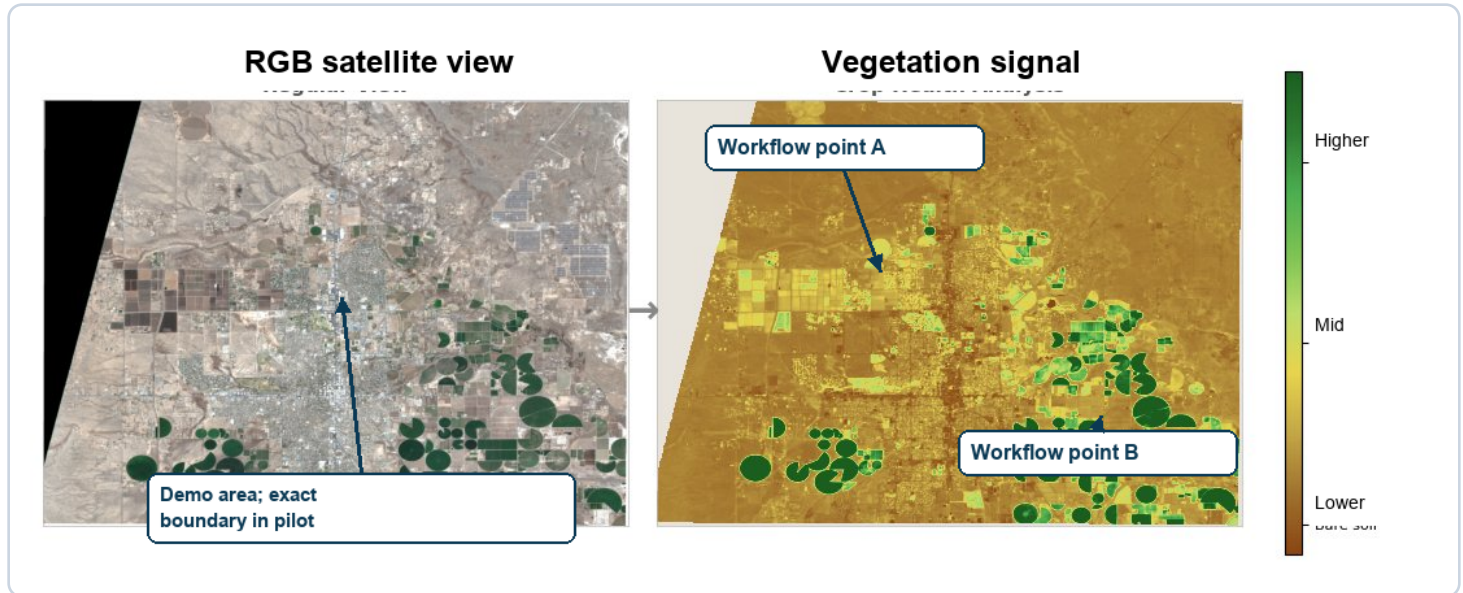 RGB satellite view
Vegetation signal
Workflow point A
Higher
Mid
Workflow point B
Demo area; exact
boundary in pilot
Lower